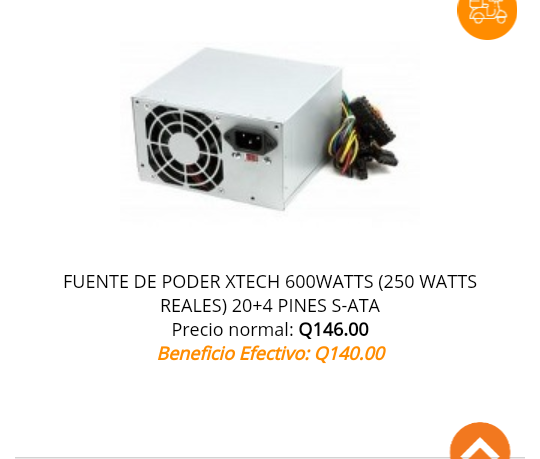 FUENTE DE PODER XTECH 600WATTS (250 WATTS
REALES) 20+4 PINES S-ATA
Precio normal: Q146.00
Beneficio Efectivo: Q140.00